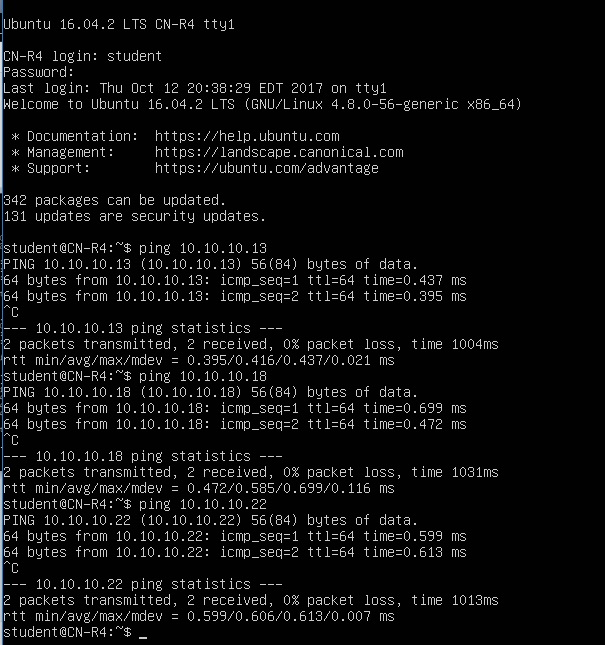 Ubuntu 16.04.2 LTS CN-R4 tty1
CN-R4 login: student
Password:
Last login: Thu Oct 12 20:38:29 EDT 2017 on tty1
Welcome to Ubuntu 16.04.2 LTS (GNU/Linux 4.8.0-56-generic x86_64)
* Documentation:  https://help.ubuntu.com
* Management:     https://landscape.canonical.com
* Support:        https://ubuntu.com/advantage
342 packages can be updated.
131 updates are security updates.
student@CN-R4:~$ ping 10.10.10.13
PING 10.10.10.13 (10.10.10.13) 56(84) bytes of data.
64 bytes from 10.10.10.13: icmp_seq=1 ttl=64 time=0.437 ms
64 bytes from 10.10.10.13: icmp_seq=2 ttl=64 time=0.395 ms
^C
--- 10.10.10.13 ping statistics ---
2 packets transmitted, 2 received, 0% packet loss, time 1004ms
rtt min/avg/max/mdev = 0.395/0.416/0.437/0.021 ms
student@CN-R4:~$ ping 10.10.10.18
PING 10.10.10.18 (10.10.10.18) 56(84) bytes of data.
64 bytes from 10.10.10.18: icmp_seq=1 ttl=64 time=0.699 ms
64 bytes from 10.10.10.18: icmp_seq=2 ttl=64 time=0.472 ms
^C
--- 10.10.10.18 ping statistics ---
2 packets transmitted, 2 received, 0% packet loss, time 1031ms
rtt min/avg/max/mdev = 0.472/0.585/0.699/0.116 ms
student@CN-R4:~$ ping 10.10.10.22
PING 10.10.10.22 (10.10.10.22) 56(84) bytes of data.
64 bytes from 10.10.10.22: icmp_seq=1 ttl=64 time=0.599 ms
64 bytes from 10.10.10.22: icmp_seq=2 ttl=64 time=0.613 ms
^C
--- 10.10.10.22 ping statistics ---
2 packets transmitted, 2 received, 0% packet loss, time 1013ms
rtt min/avg/max/mdev = 0.599/0.606/0.613/0.007 ms
student@CN-R4:~$ _